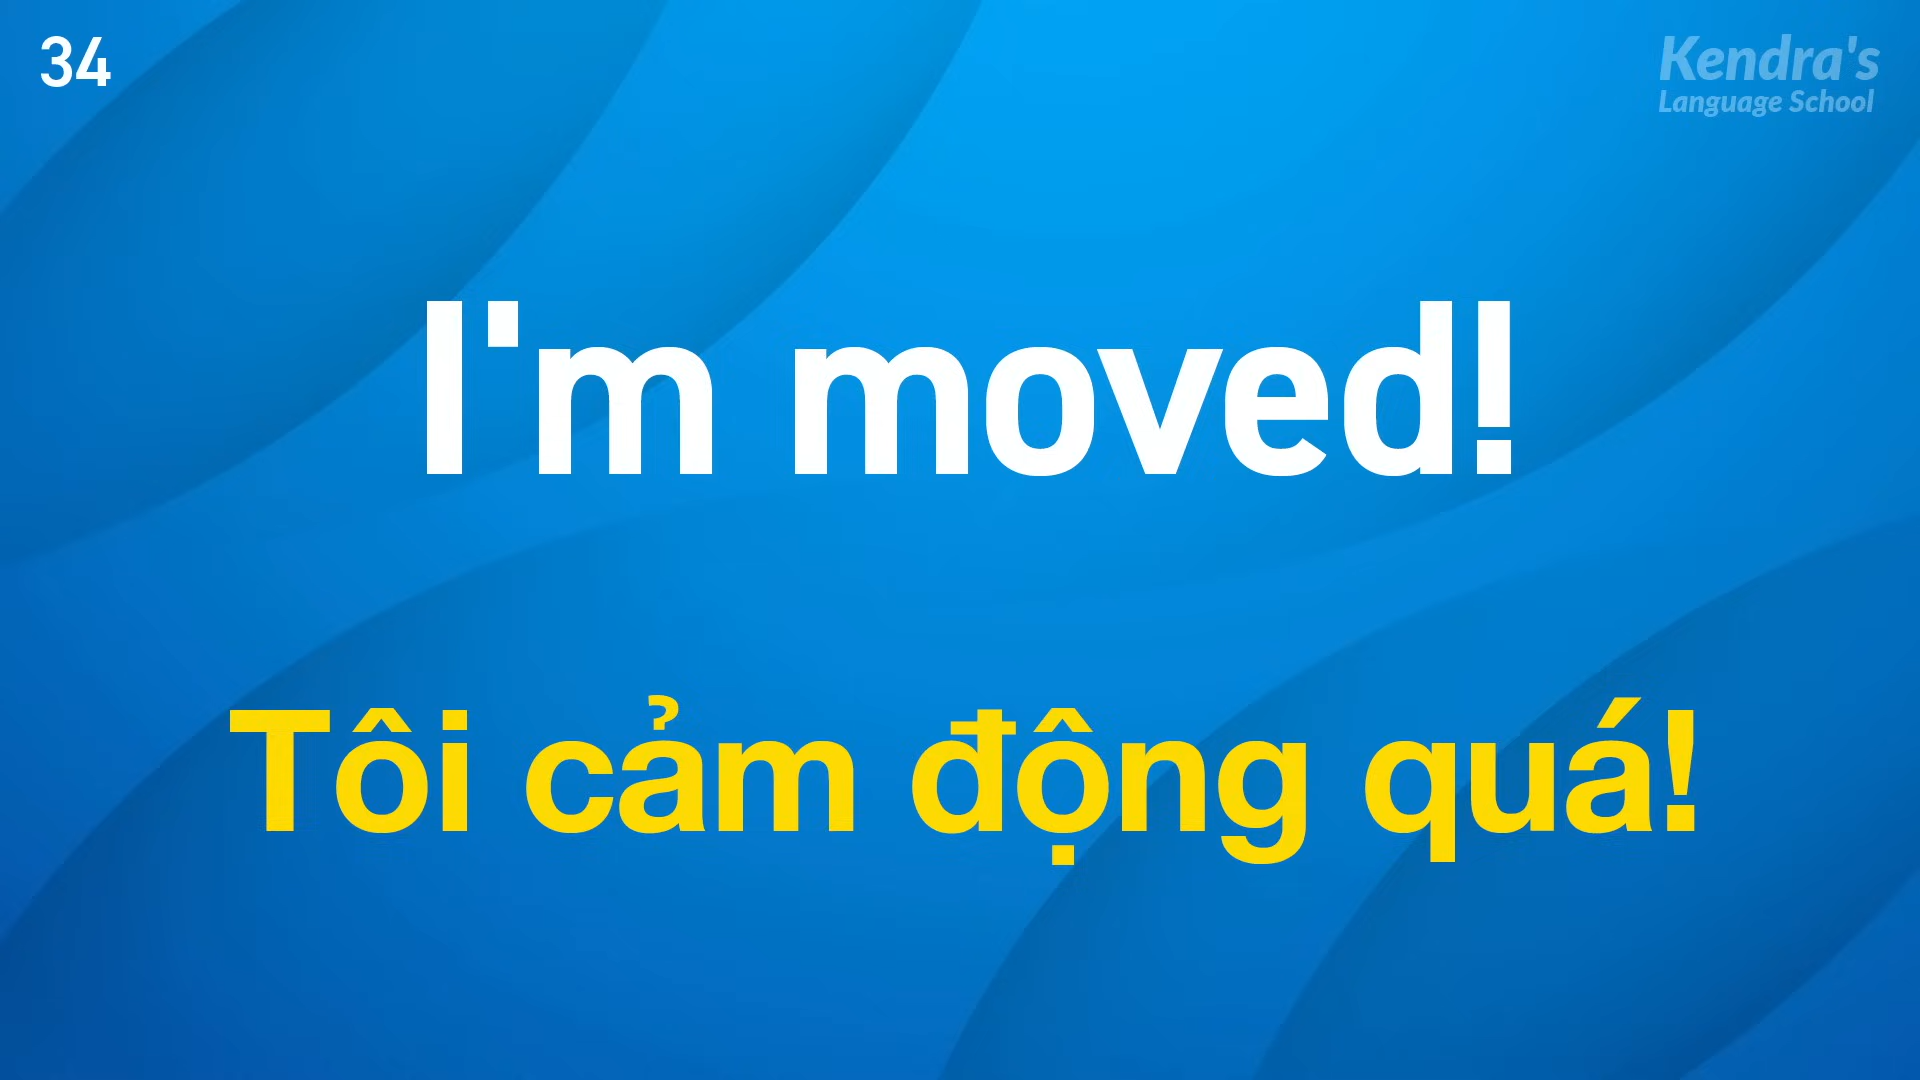 34
Kendra's
Language School
I'm moved!
Tôi cảm động quá!